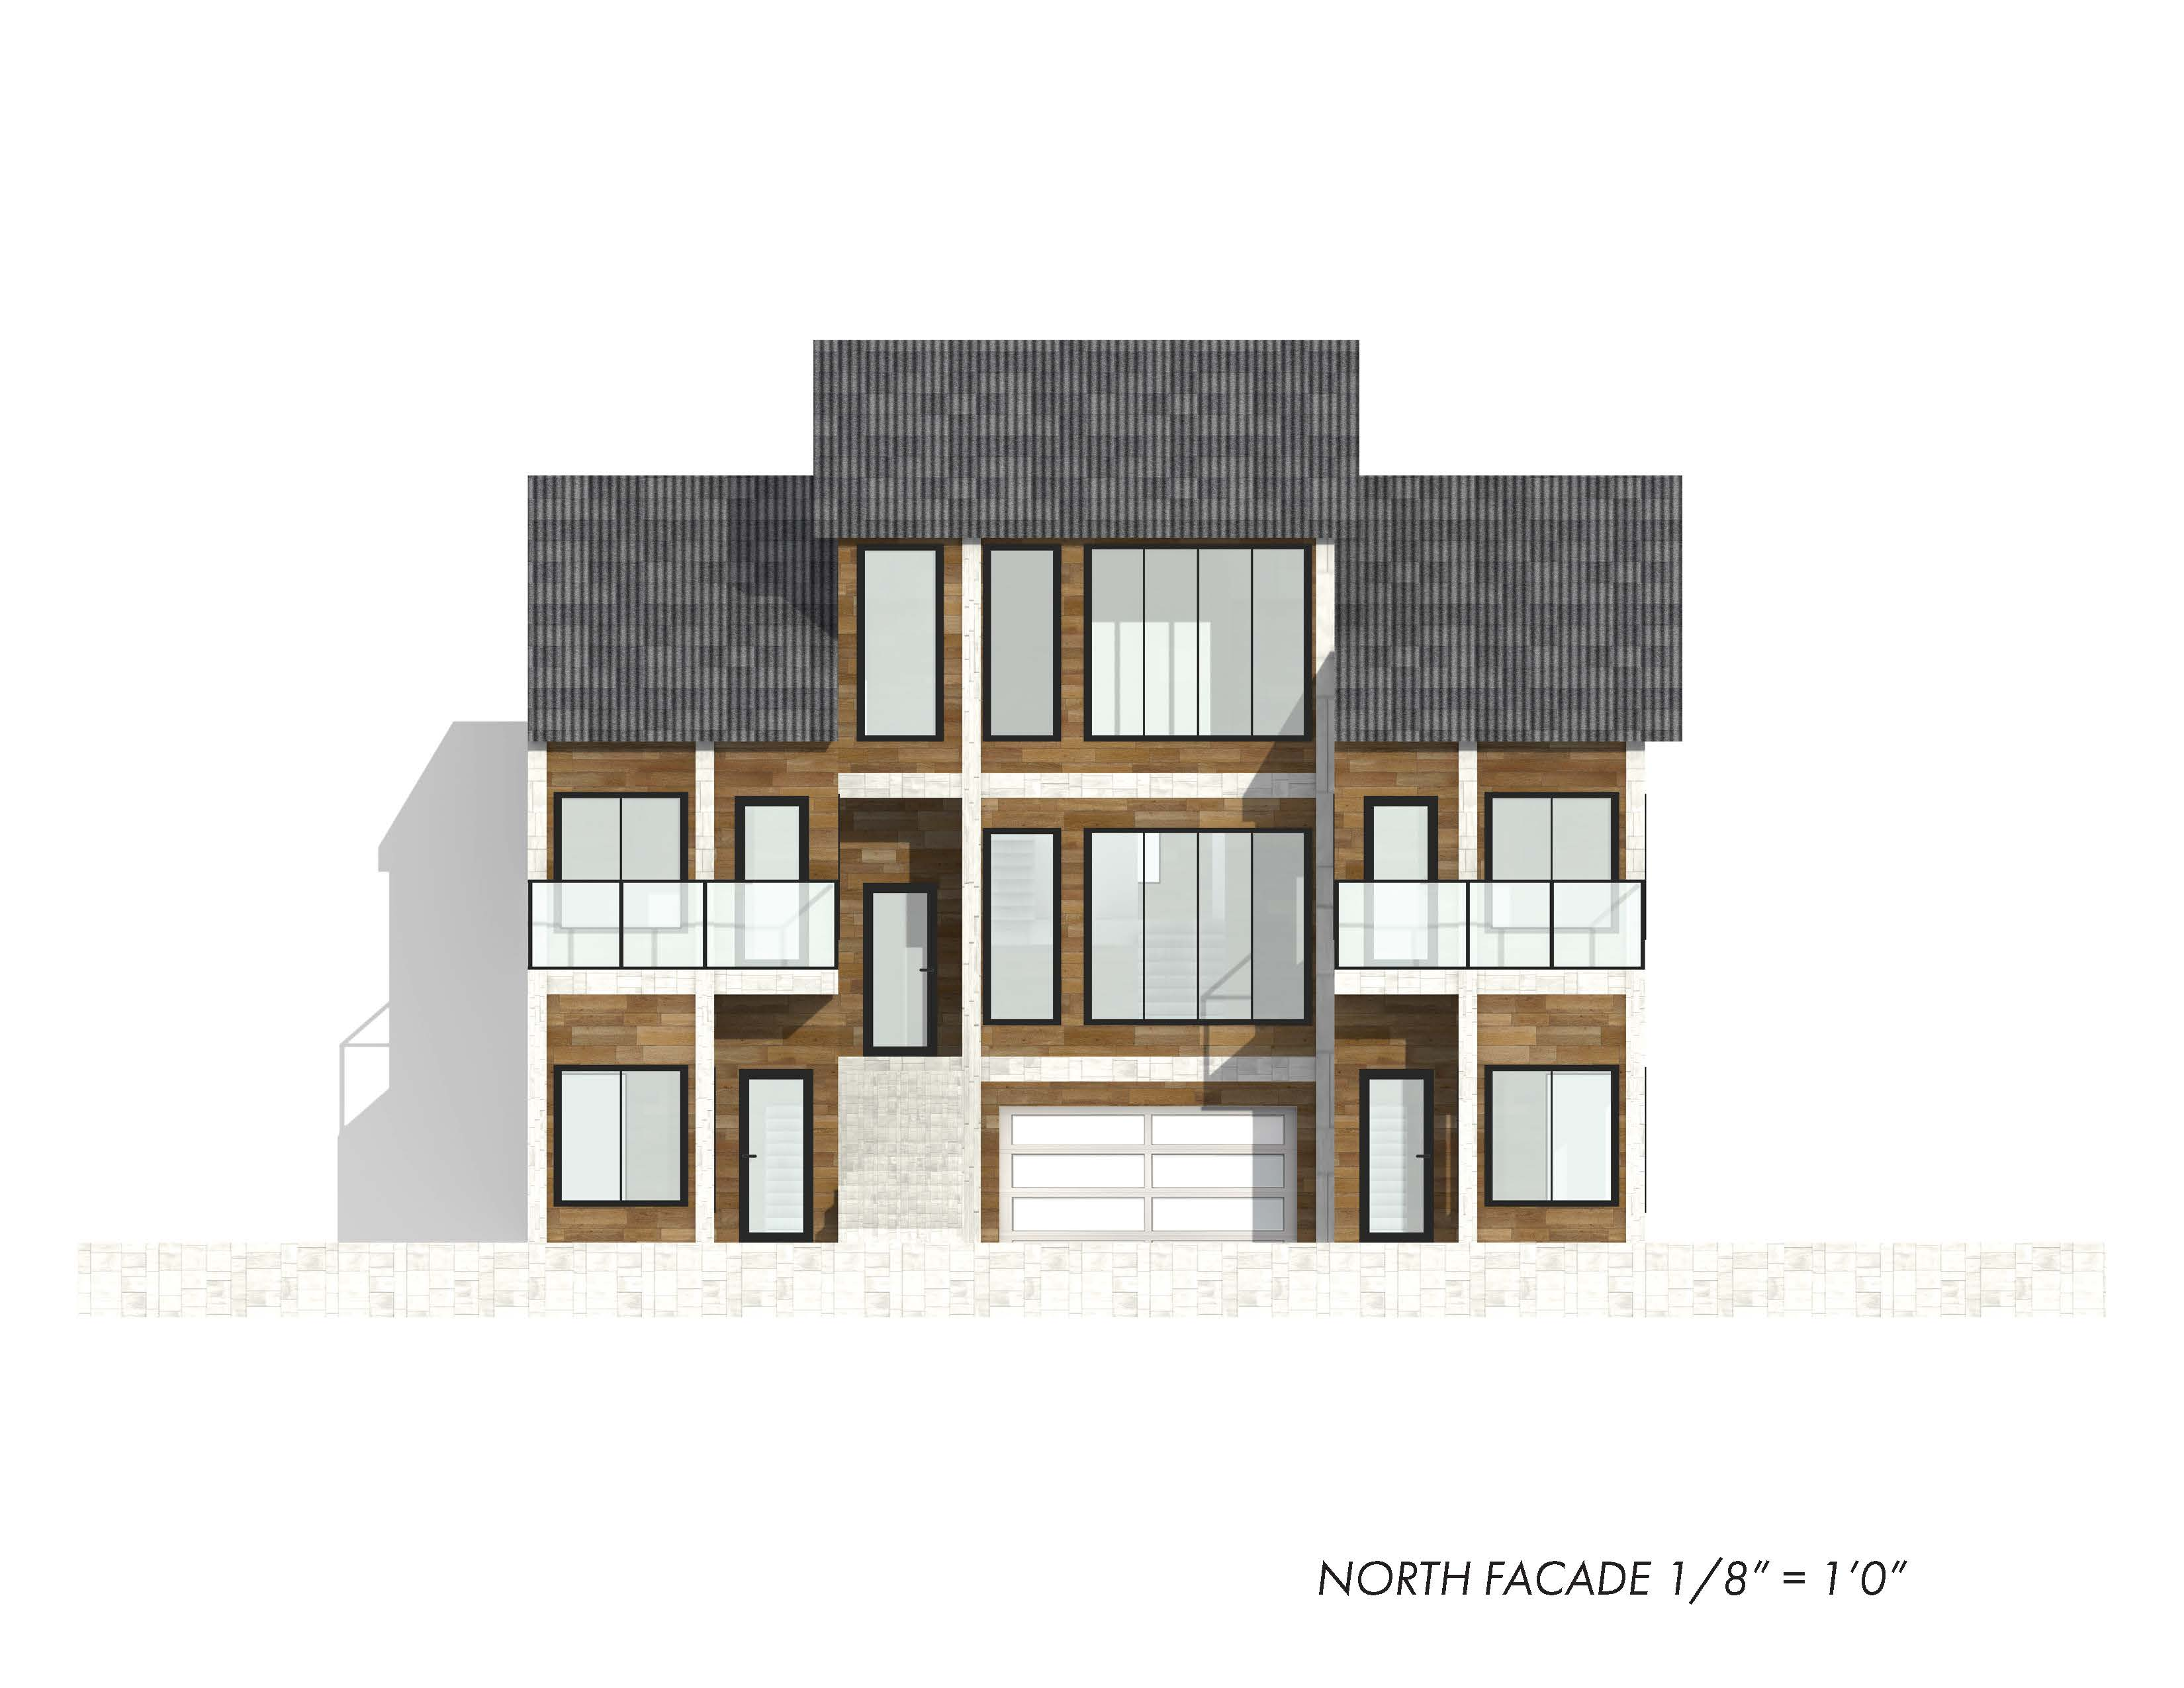 NORTH FACADE 1/8" = 1'0"